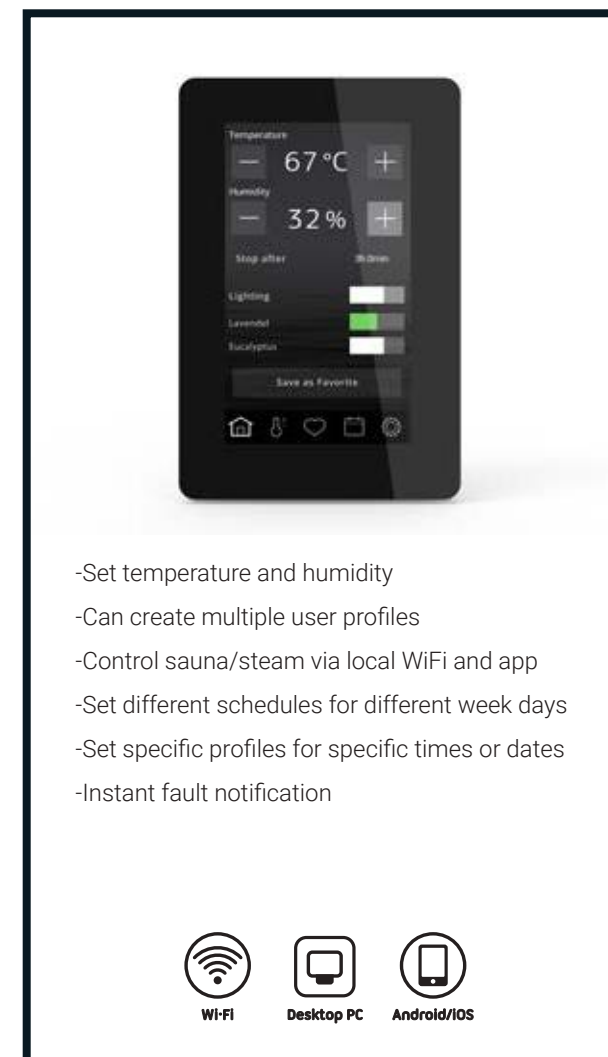 Temperature
67°C
Humidity
32%
Stop after
Lighting
Lavendel
Eucalyptus
Save as Favorite
-Set temperature and humidity
-Can create multiple user profiles
-Control sauna/steam via local WiFi and app
-Set different schedules for different week days
-Set specific profiles for specific times or dates
-Instant fault notification
Wi-Fi Desktop PC Android/iOS